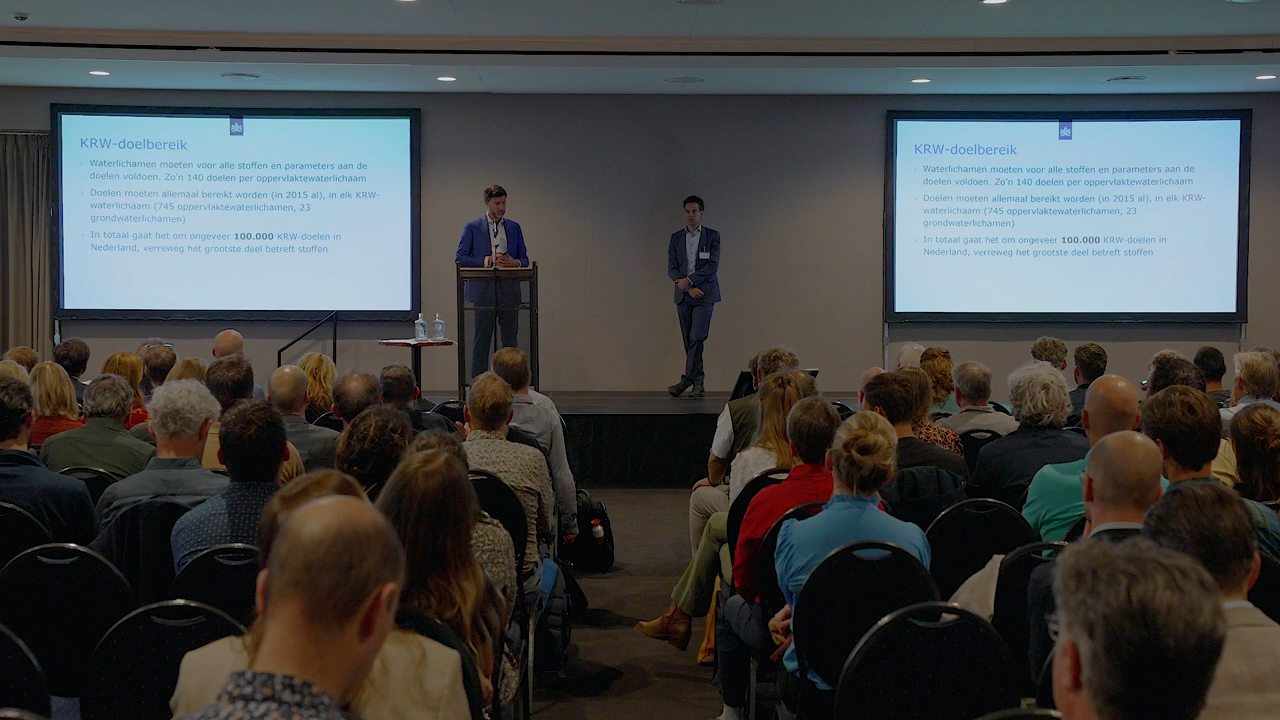 KRW-doelbereik
Waterlichamen moeten voor alle stoffen en parameters aan de
doelen voldoen. Zo'n 140 doelen per oppervlaktewaterlichaam
Doelen moeten allemaal bereikt worden (in 2015 al), in elk KRW-
waterlichaam (745 oppervlaktewaterlichamen, 23
grondwaterlichamen)
In totaal gaat het om ongeveer 100.000 KRW-doelen in
Nederland, verreweg het grootste deel betreft stoffen
KRW-doelbereik
Waterlichamen moeten voor alle stoffen en parameters aan de
doelen voldoen. Zo'n 140 doelen per oppervlaktewaterlichaam
Doelen moeten allemaal bereikt worden (in 2015 al), in elk KRW-
waterlichaam (745 oppervlaktewaterlichamen, 23
grondwaterlichamen)
In totaal gaat het om ongeveer 100.000 KRW-doelen in
Nederland, verreweg het grootste deel betreft stoffen